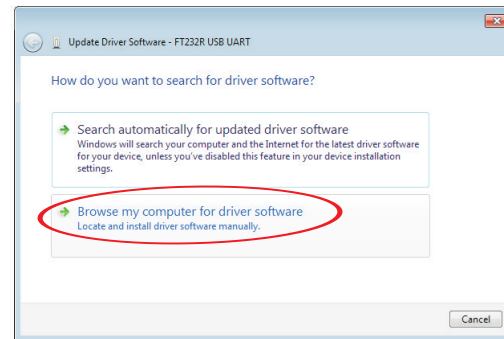 Update Driver Software - FT232R USB UART
How do you want to search for driver software?
Search automatically for updated driver software
Windows will search your computer and the Internet for the latest driver software
for your device, unless you've disabled this feature in your device installation
settings.
Browse my computer for driver software
Locate and install driver software manually.
Cancel